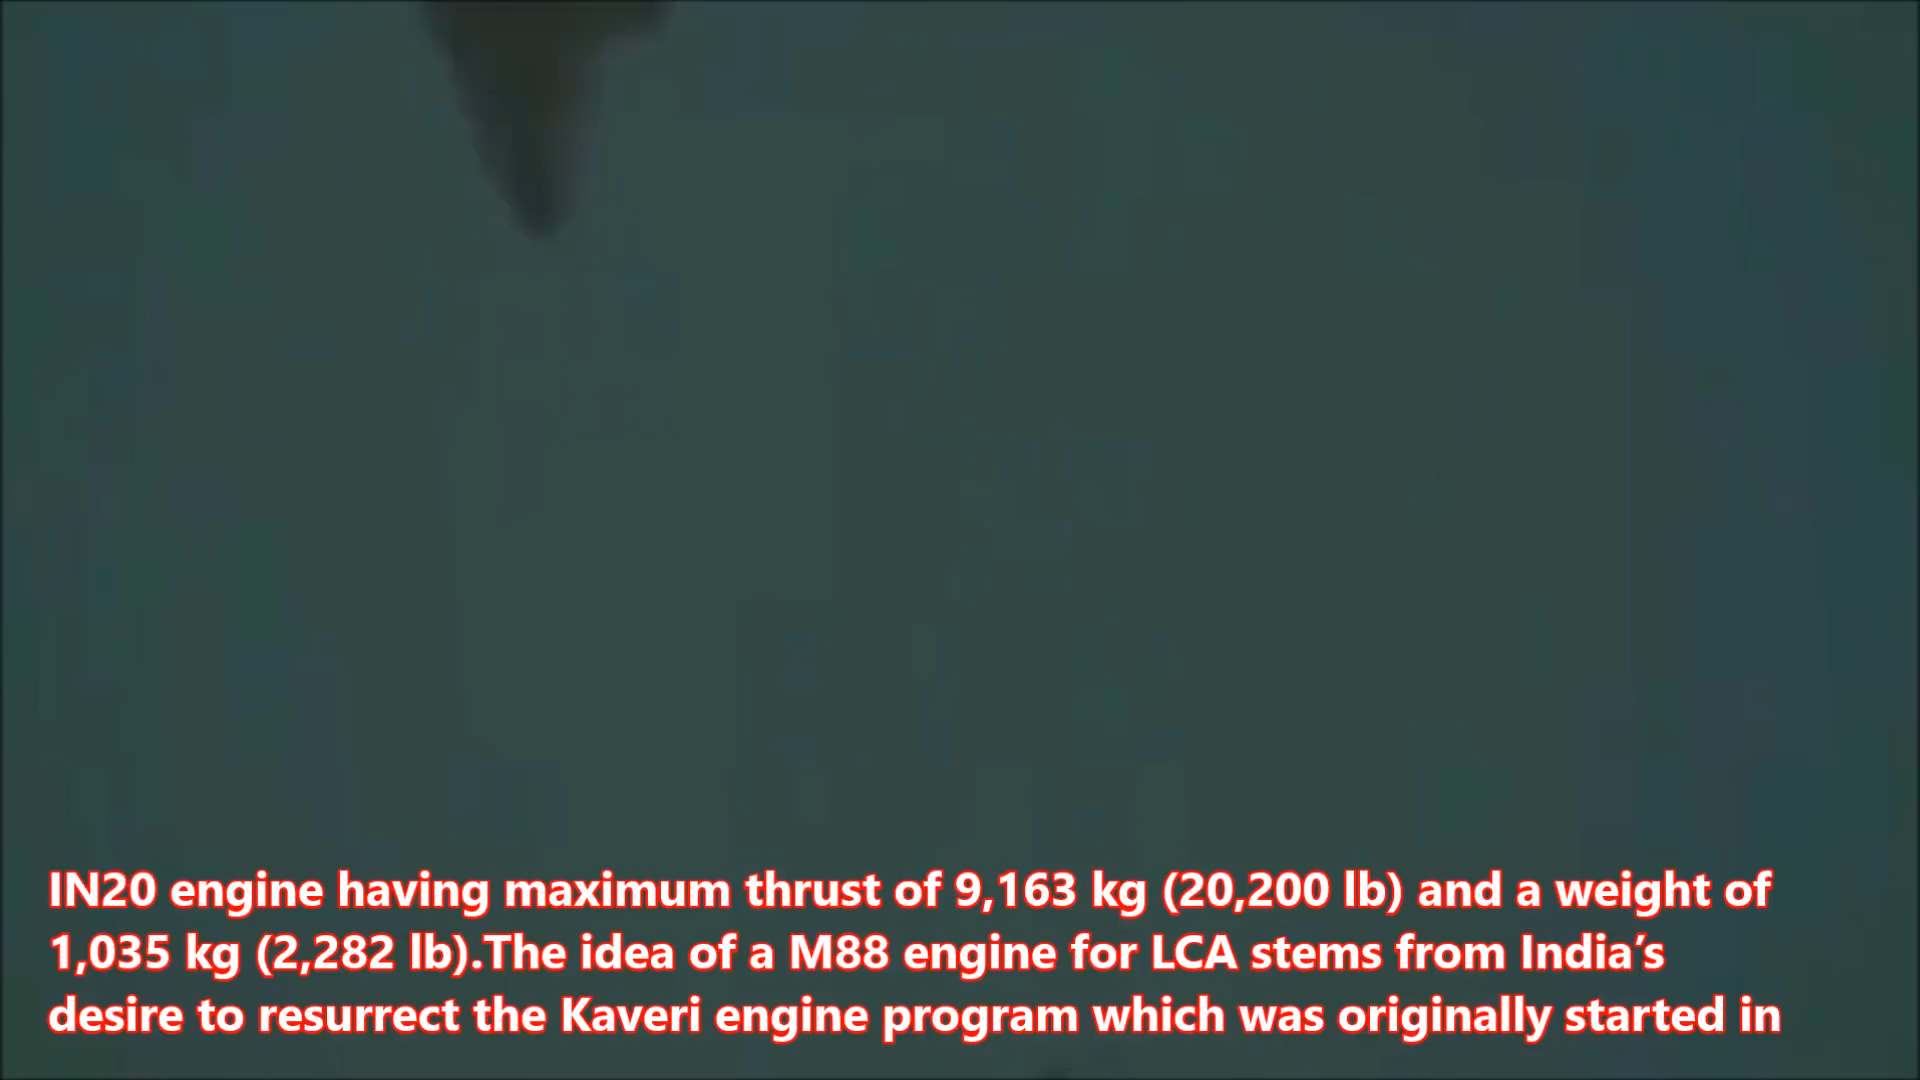 IN20 engine having maximum thrust of 9,163 kg (20,200 lb) and a weight of
1,035 kg (2,282 lb).The idea of a M88 engine for LCA stems from India’s
desire to resurrect the Kaveri engine program which was originally started in